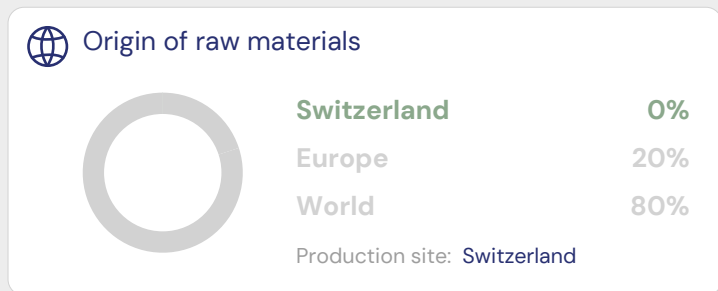 Origin of raw materials
Switzerland 0%
Europe 20%
World 80%
Production site: Switzerland